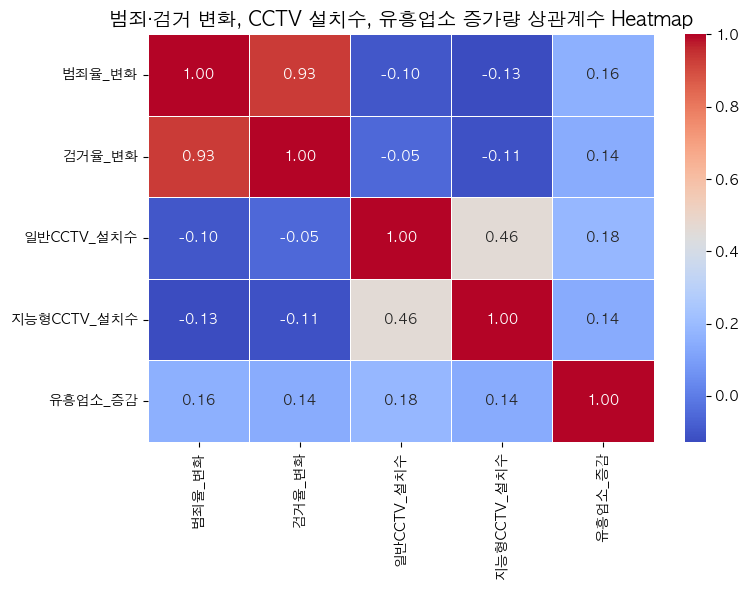 범죄·검거 변화, CCTV 설치수, 유흥업소 증가량 상관계수 Heatmap
범죄율_변화 1.00 0.93 -0.10 -0.13 0.16
검거율_변화 0.93 1.00 -0.05 -0.11 0.14
일반CCTV_설치수 -0.10 -0.05 1.00 0.46 0.18
지능형CCTV_설치수 -0.13 -0.11 0.46 1.00 0.14
유흥업소_증감 0.16 0.14 0.18 0.14 1.00
범죄율_변화
검거율_변화
일반CCTV_설치수
지능형CCTV_설치수
유흥업소_증감
1.0
0.8
0.6
0.4
0.2
0.0